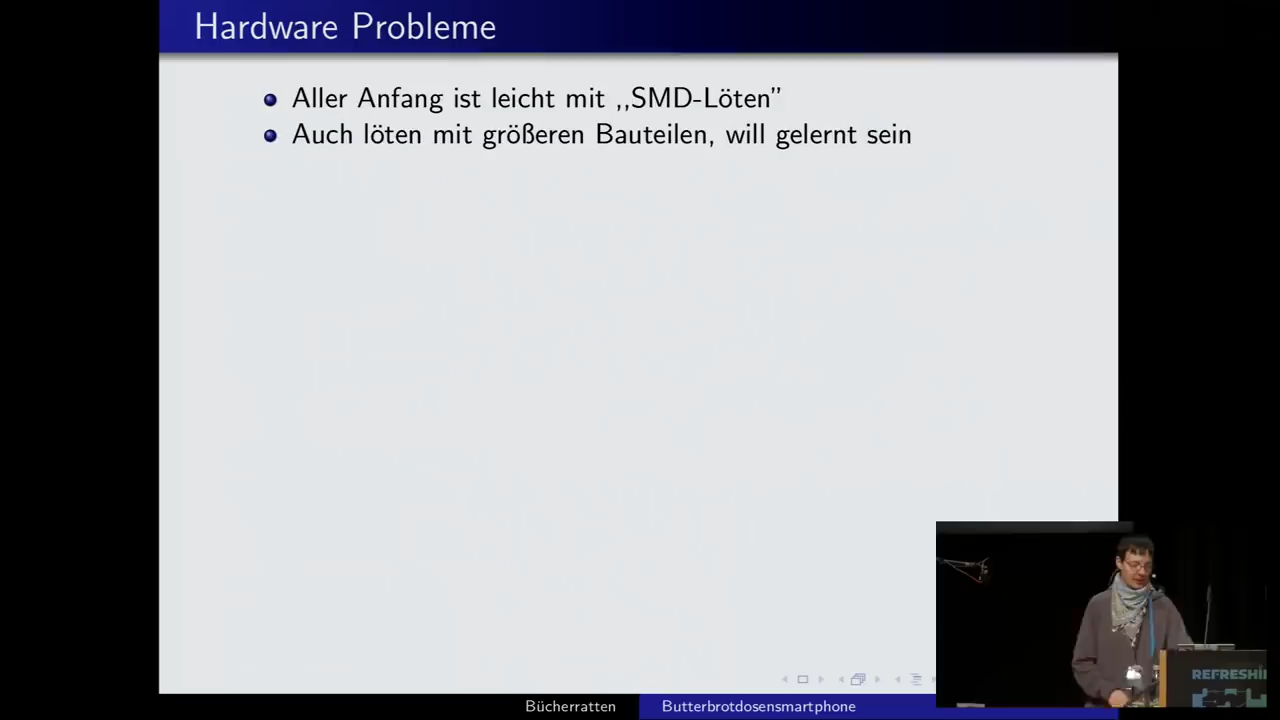 Hardware Probleme
Aller Anfang ist leicht mit ,,SMD-Löten”
Auch löten mit größeren Bauteilen, will gelernt sein
Bücherratten
Butterbrotdosensmartphone
REFRESHI